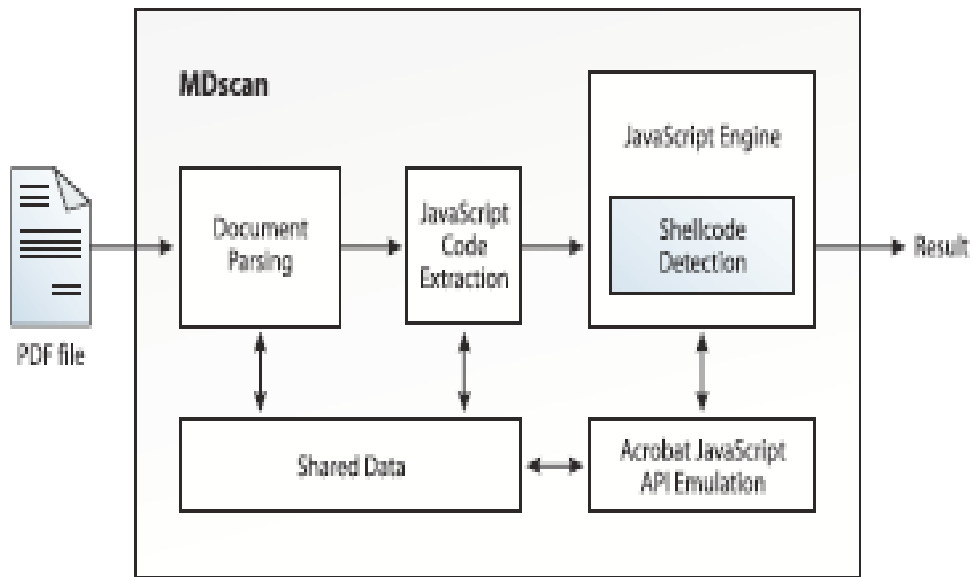 MDscan
PDF file
Document
Parsing
JavaScript
Code
Extraction
JavaScript Engine
Shellcode
Detection
Result
Shared Data
Acrobat JavaScript
API Emulation